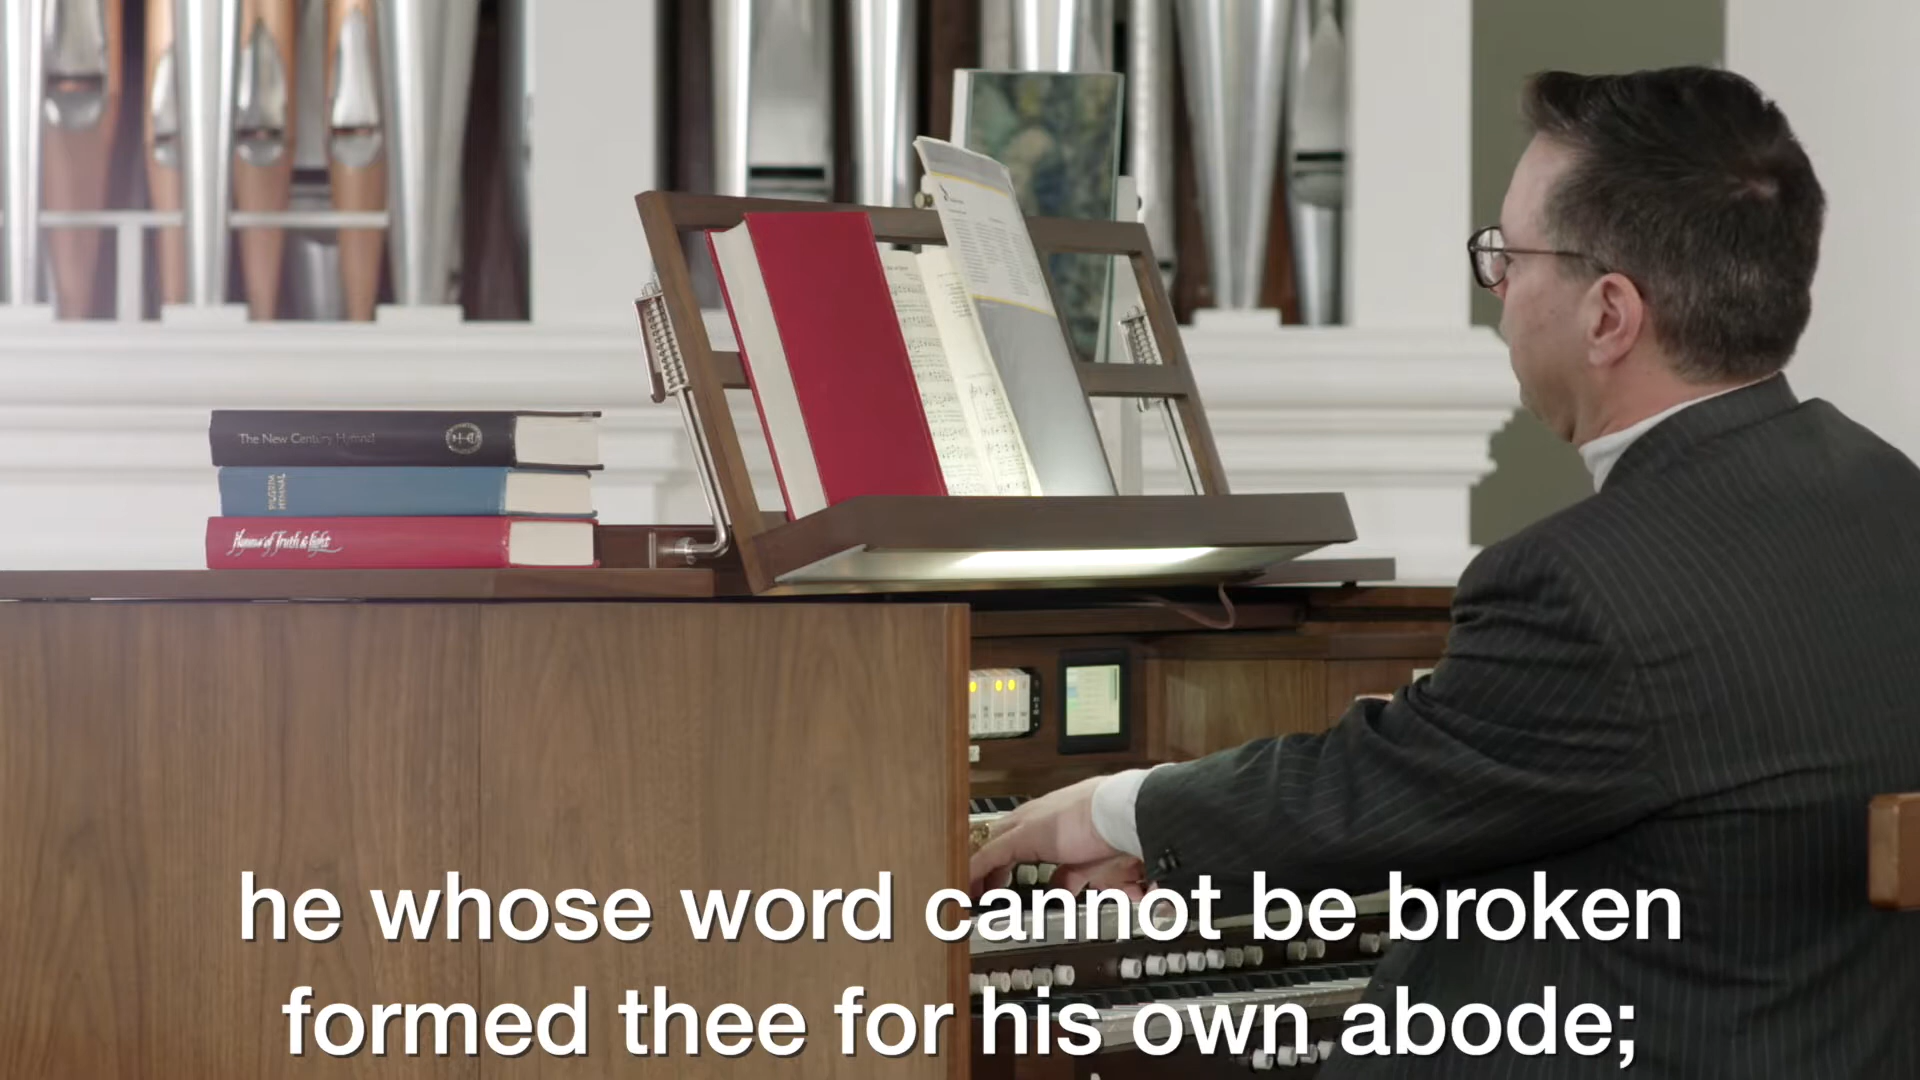 The New Century Hymnal
PILGRIM
HYMNAL
Hymns of Truth & Light
he whose word cannot be broken
formed thee for his own abode;